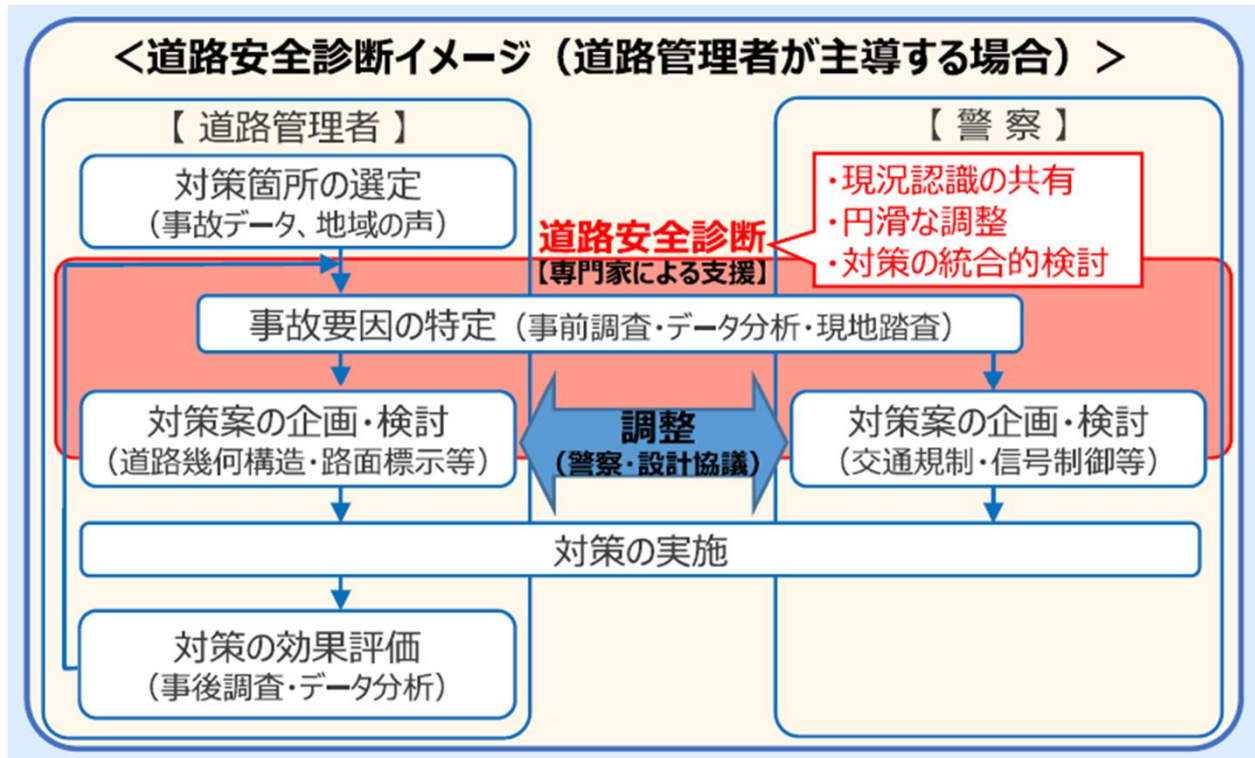 ＜道路安全診断イメージ（道路管理者が主導する場合）＞
【 道路管理者 】
【 警 察 】
対策箇所の選定
（事故データ、地域の声）
・現況認識の共有
・円滑な調整
・対策の統合的検討
道路安全診断
【専門家による支援】
事故要因の特定（事前調査・データ分析・現地踏査）
対策案の企画・検討
（道路幾何構造・路面標示等）
調整
（警察・設計協議）
対策案の企画・検討
（交通規制・信号制御等）
対策の実施
対策の効果評価
（事後調査・データ分析）